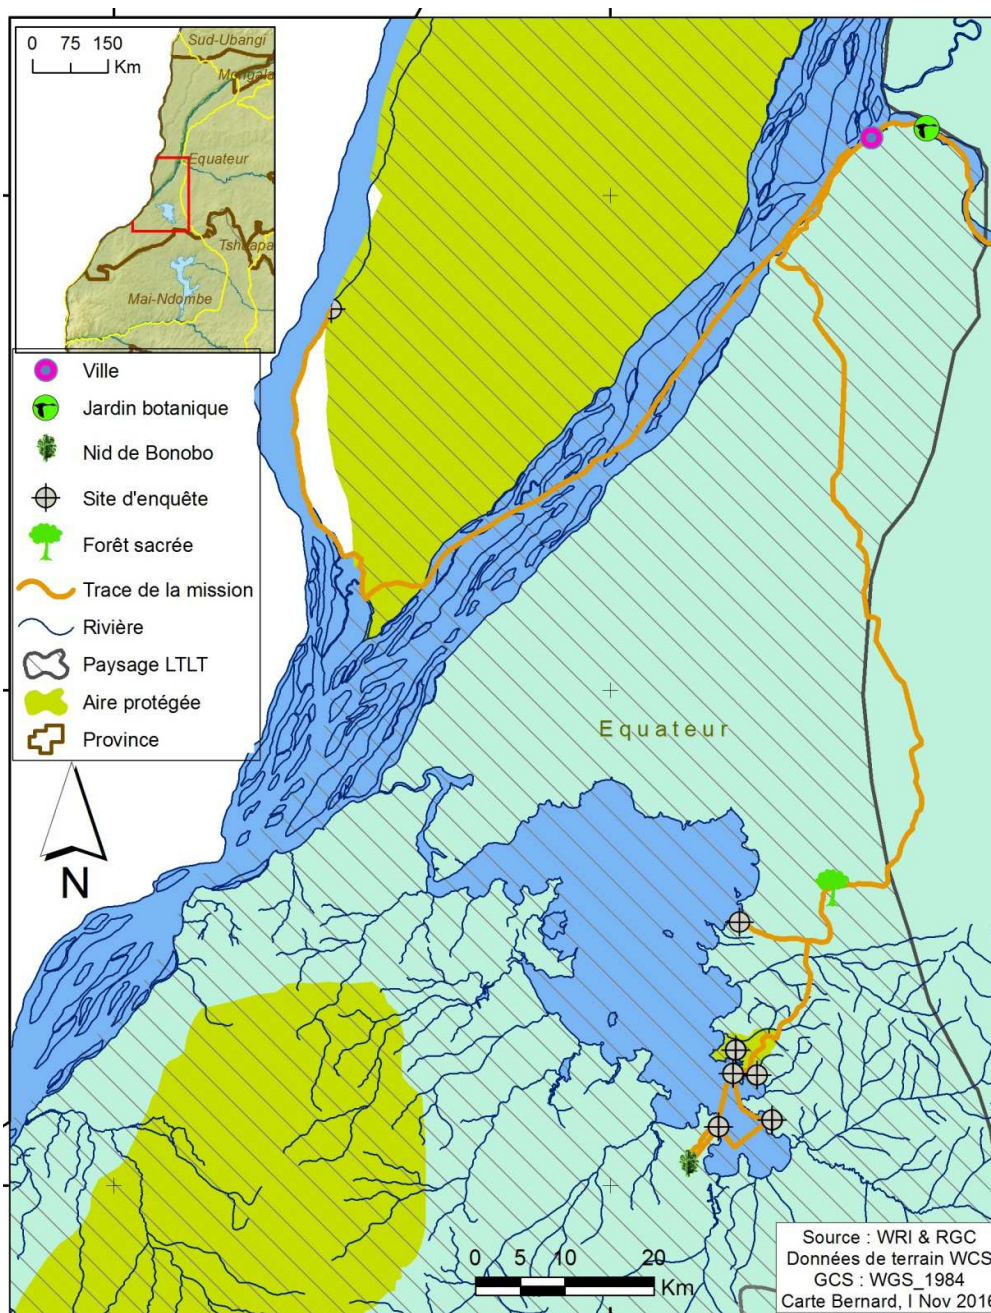 0 75 150
Km
Sud-Ubangi
Mongala
Equateur
Tshuapa
Mai-Ndombe
Ville
Jardin botanique
Nid de Bonobo
Site d'enquête
Forêt sacrée
Trace de la mission
Rivière
Paysage LTLT
Aire protégée
Province
N
Equateur
0 5 10 20
Km
Source : WRI & RGC
Données de terrain WCS
GCS : WGS_1984
Carte Bernard, I Nov 2016